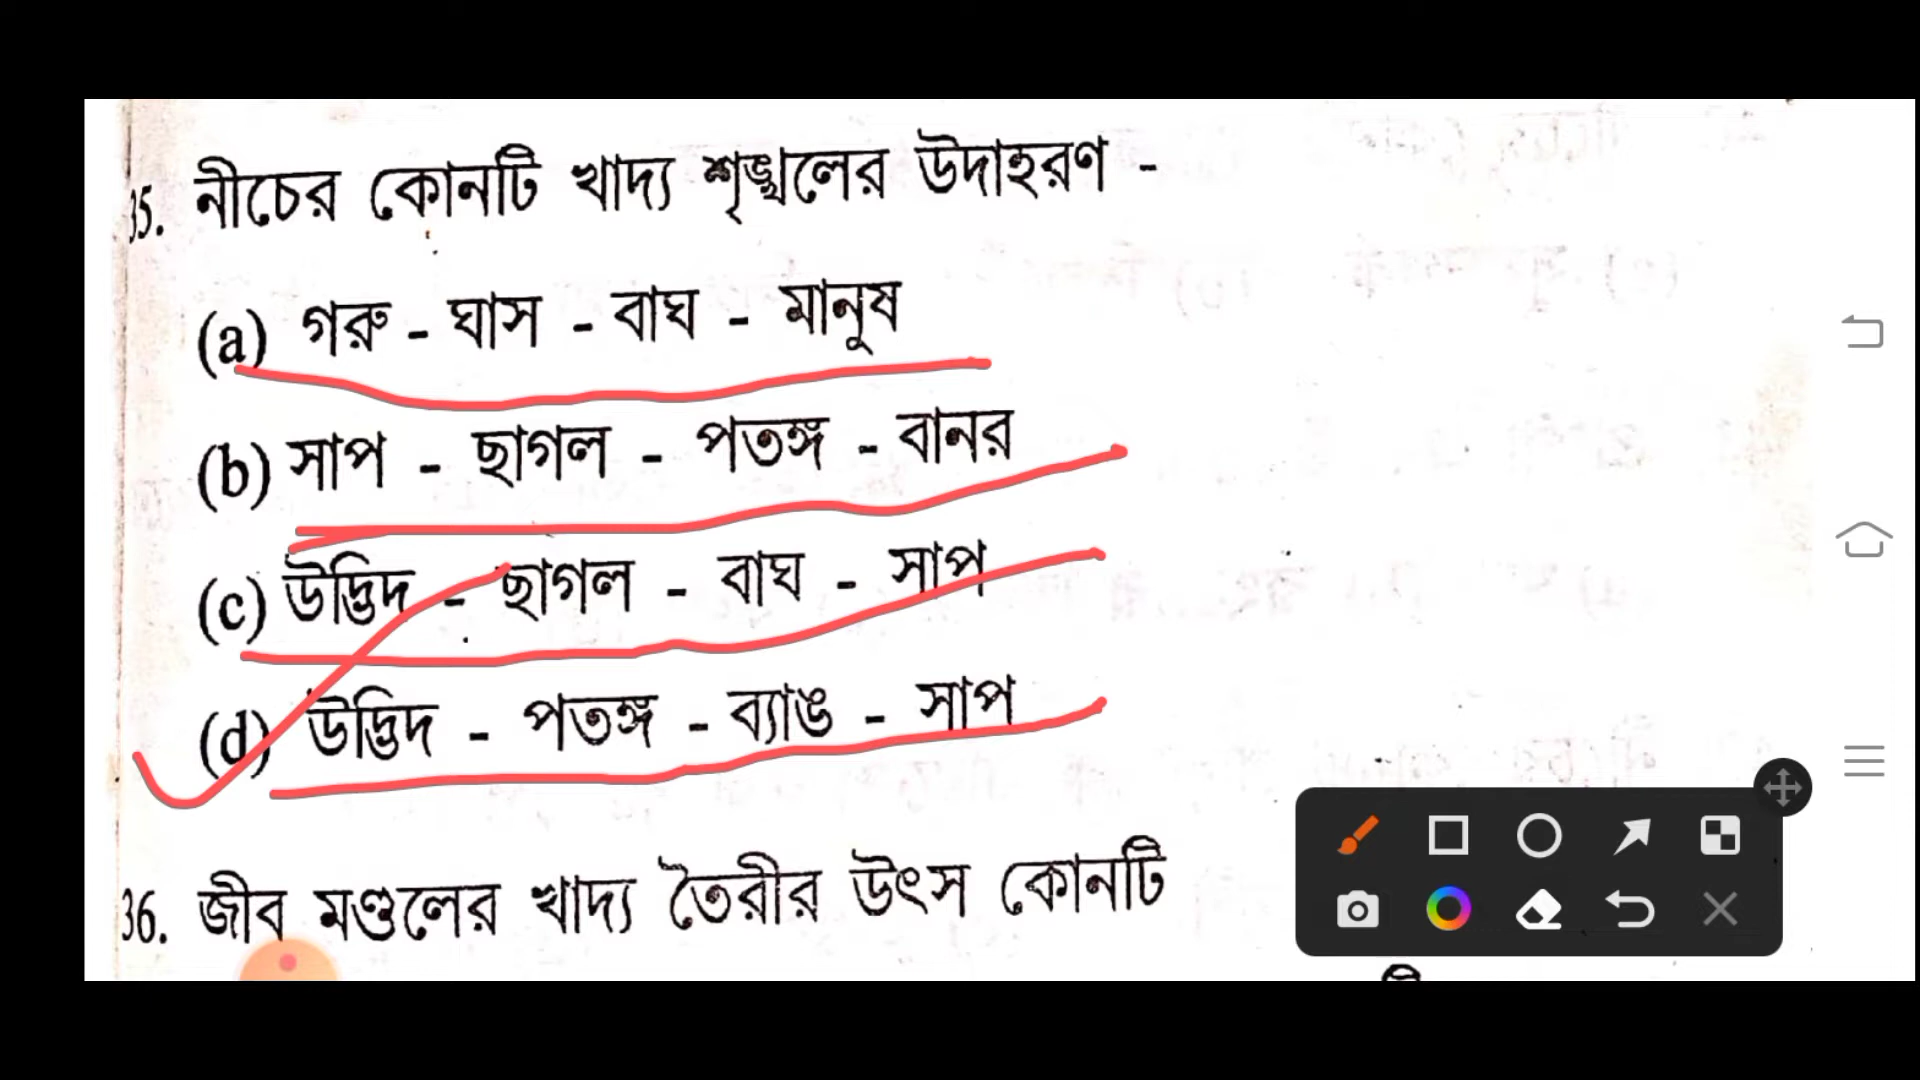 35. নীচের কোনটি খাদ্য শৃঙ্খলের উদাহরণ -
(a) গরু - ঘাস - বাঘ - মানুষ
(b) সাপ - ছাগল - পতঙ্গ - বানর
(c) উদ্ভিদ - ছাগল - বাঘ - সাপ
(d) উদ্ভিদ - পতঙ্গ - ব্যাঙ - সাপ
36. জীব মণ্ডলের খাদ্য তৈরীর উৎস কোনটি